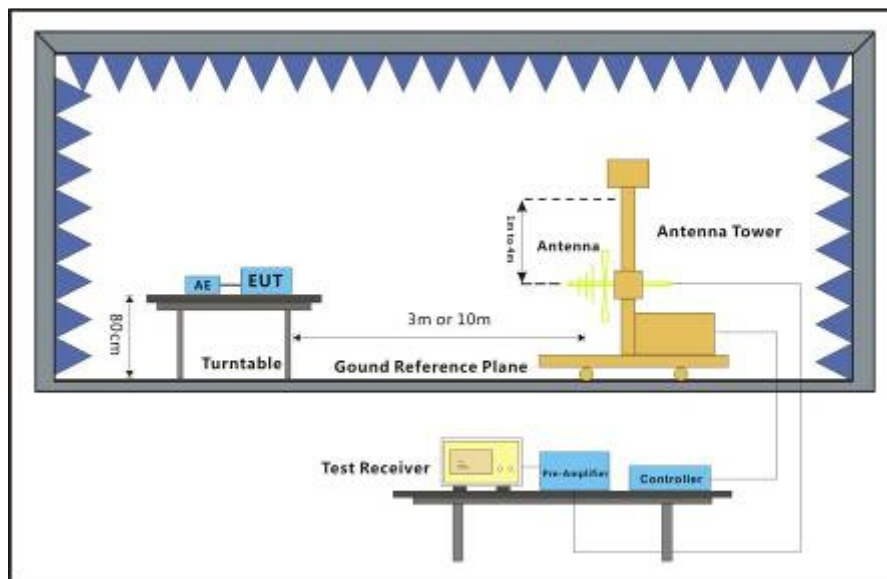 1m to 4m
Antenna
Antenna Tower
AE
EUT
80cm
3m or 10m
Turntable
Gound Reference Plane
Test Receiver
Pre-Amplifier
Controller